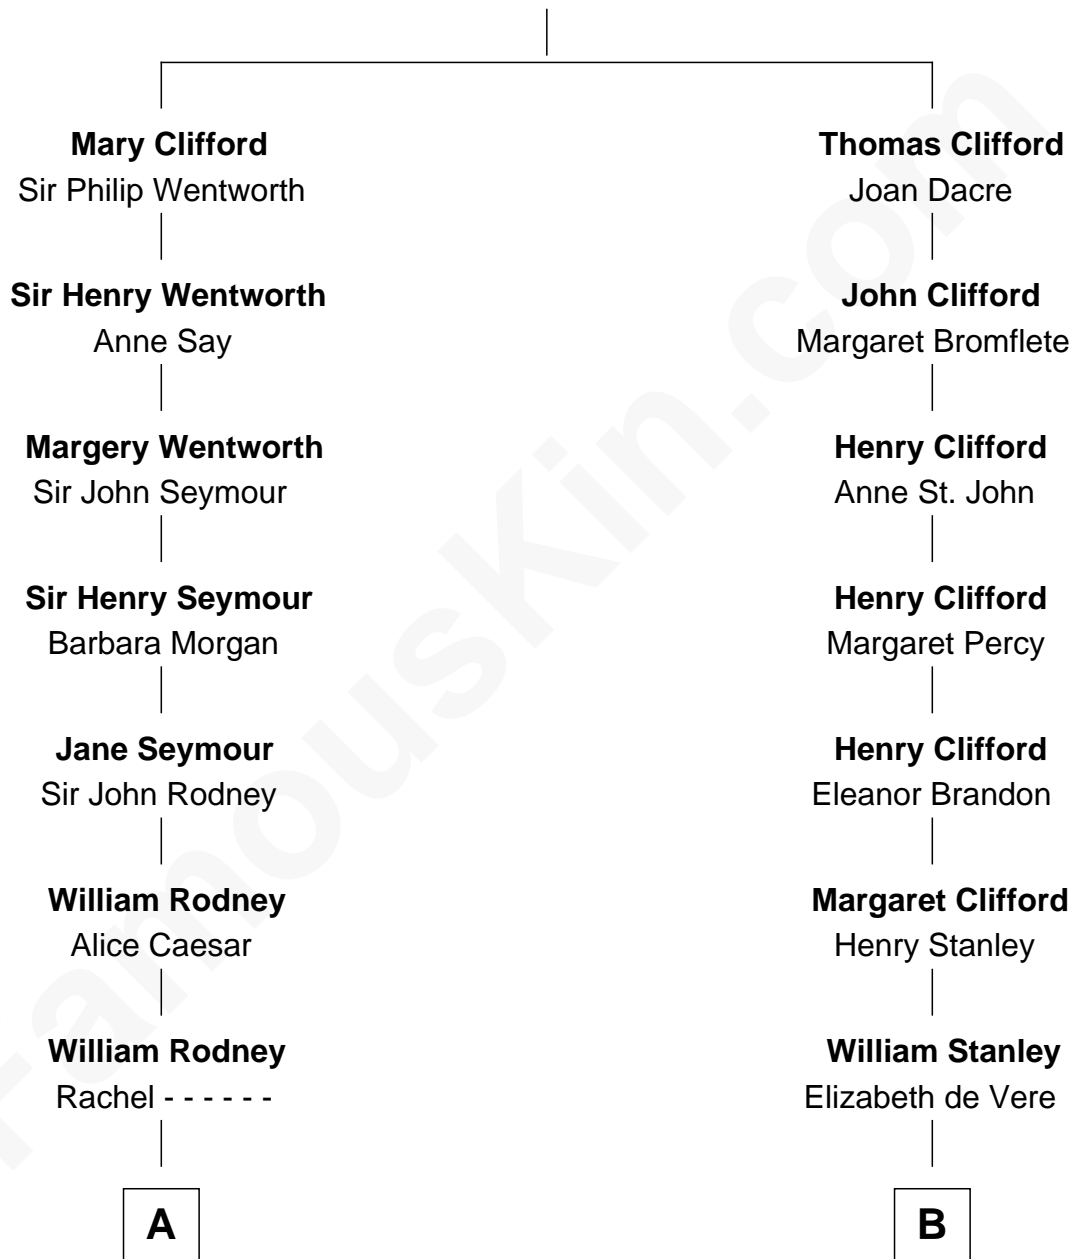 Mary Clifford
Sir Philip Wentworth
Sir Henry Wentworth
Anne Say
Margery Wentworth
Sir John Seymour
Sir Henry Seymour
Barbara Morgan
Jane Seymour
Sir John Rodney
William Rodney
Alice Caesar
William Rodney
Rachel - - - - - -
A
Thomas Clifford
Joan Dacre
John Clifford
Margaret Bromflete
Henry Clifford
Anne St. John
Henry Clifford
Margaret Percy
Henry Clifford
Eleanor Brandon
Margaret Clifford
Henry Stanley
William Stanley
Elizabeth de Vere
B
FamousKin.com